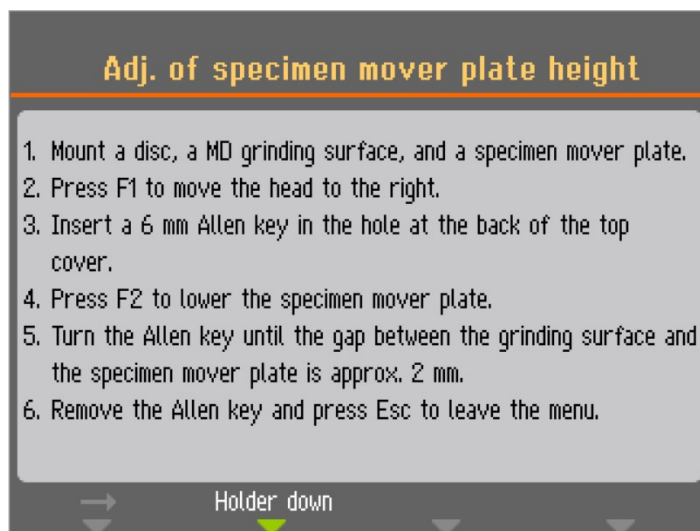 Adj. of specimen mover plate height
1. Mount a disc, a MD grinding surface, and a specimen mover plate.
2. Press F1 to move the head to the right.
3. Insert a 6 mm Allen key in the hole at the back of the top
cover.
4. Press F2 to lower the specimen mover plate.
5. Turn the Allen key until the gap between the grinding surface and
the specimen mover plate is approx. 2 mm.
6. Remove the Allen key and press Esc to leave the menu.
Holder down